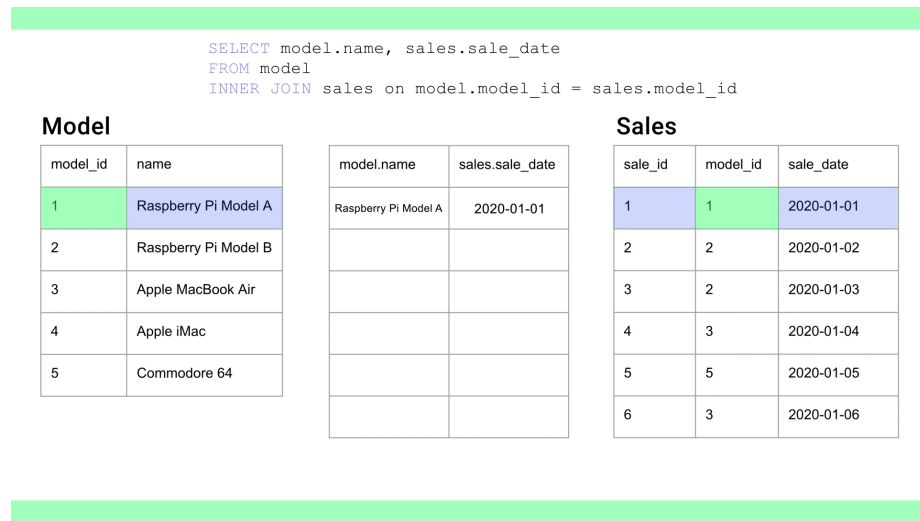 SELECT model.name, sales.sale_date
FROM model
INNER JOIN sales on model.model_id = sales.model_id
Model
model_id name
1 Raspberry Pi Model A
2 Raspberry Pi Model B
3 Apple MacBook Air
4 Apple iMac
5 Commodore 64
model.name sales.sale_date
Raspberry Pi Model A 2020-01-01
Sales
sale_id model_id sale_date
1 1 2020-01-01
2 2 2020-01-02
3 2 2020-01-03
4 3 2020-01-04
5 5 2020-01-05
6 3 2020-01-06